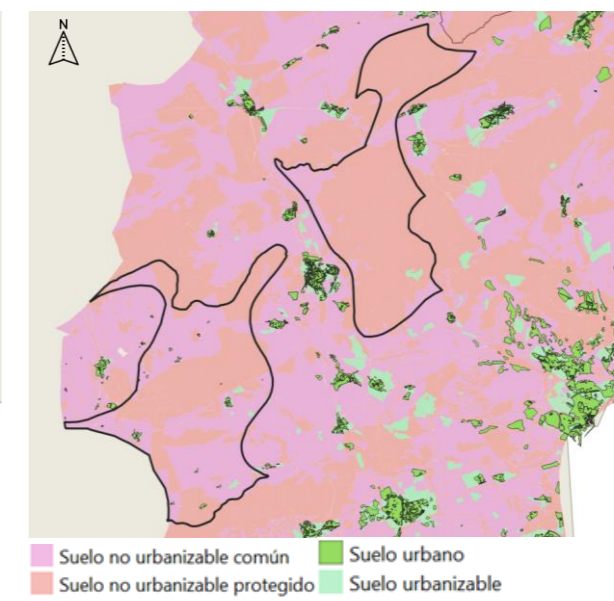 N
Suelo no urbanizable común
Suelo urbano
Suelo no urbanizable protegido
Suelo urbanizable